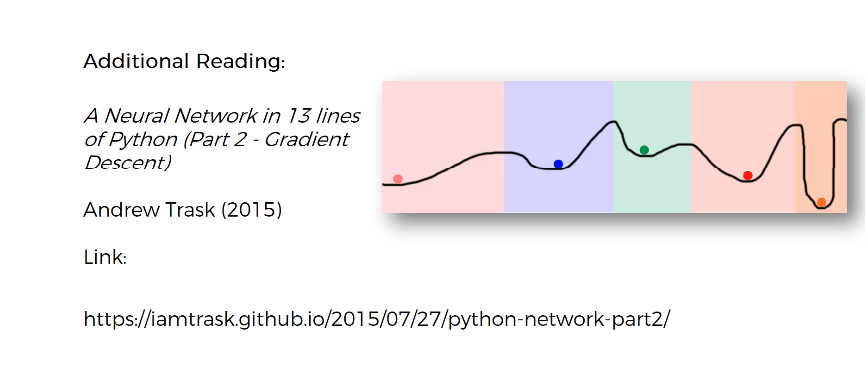 Additional Reading:
A Neural Network in 13 lines
of Python (Part 2 - Gradient
Descent)
Andrew Trask (2015)
Link:
https://iamtrask.github.io/2015/07/27/python-network-part2/